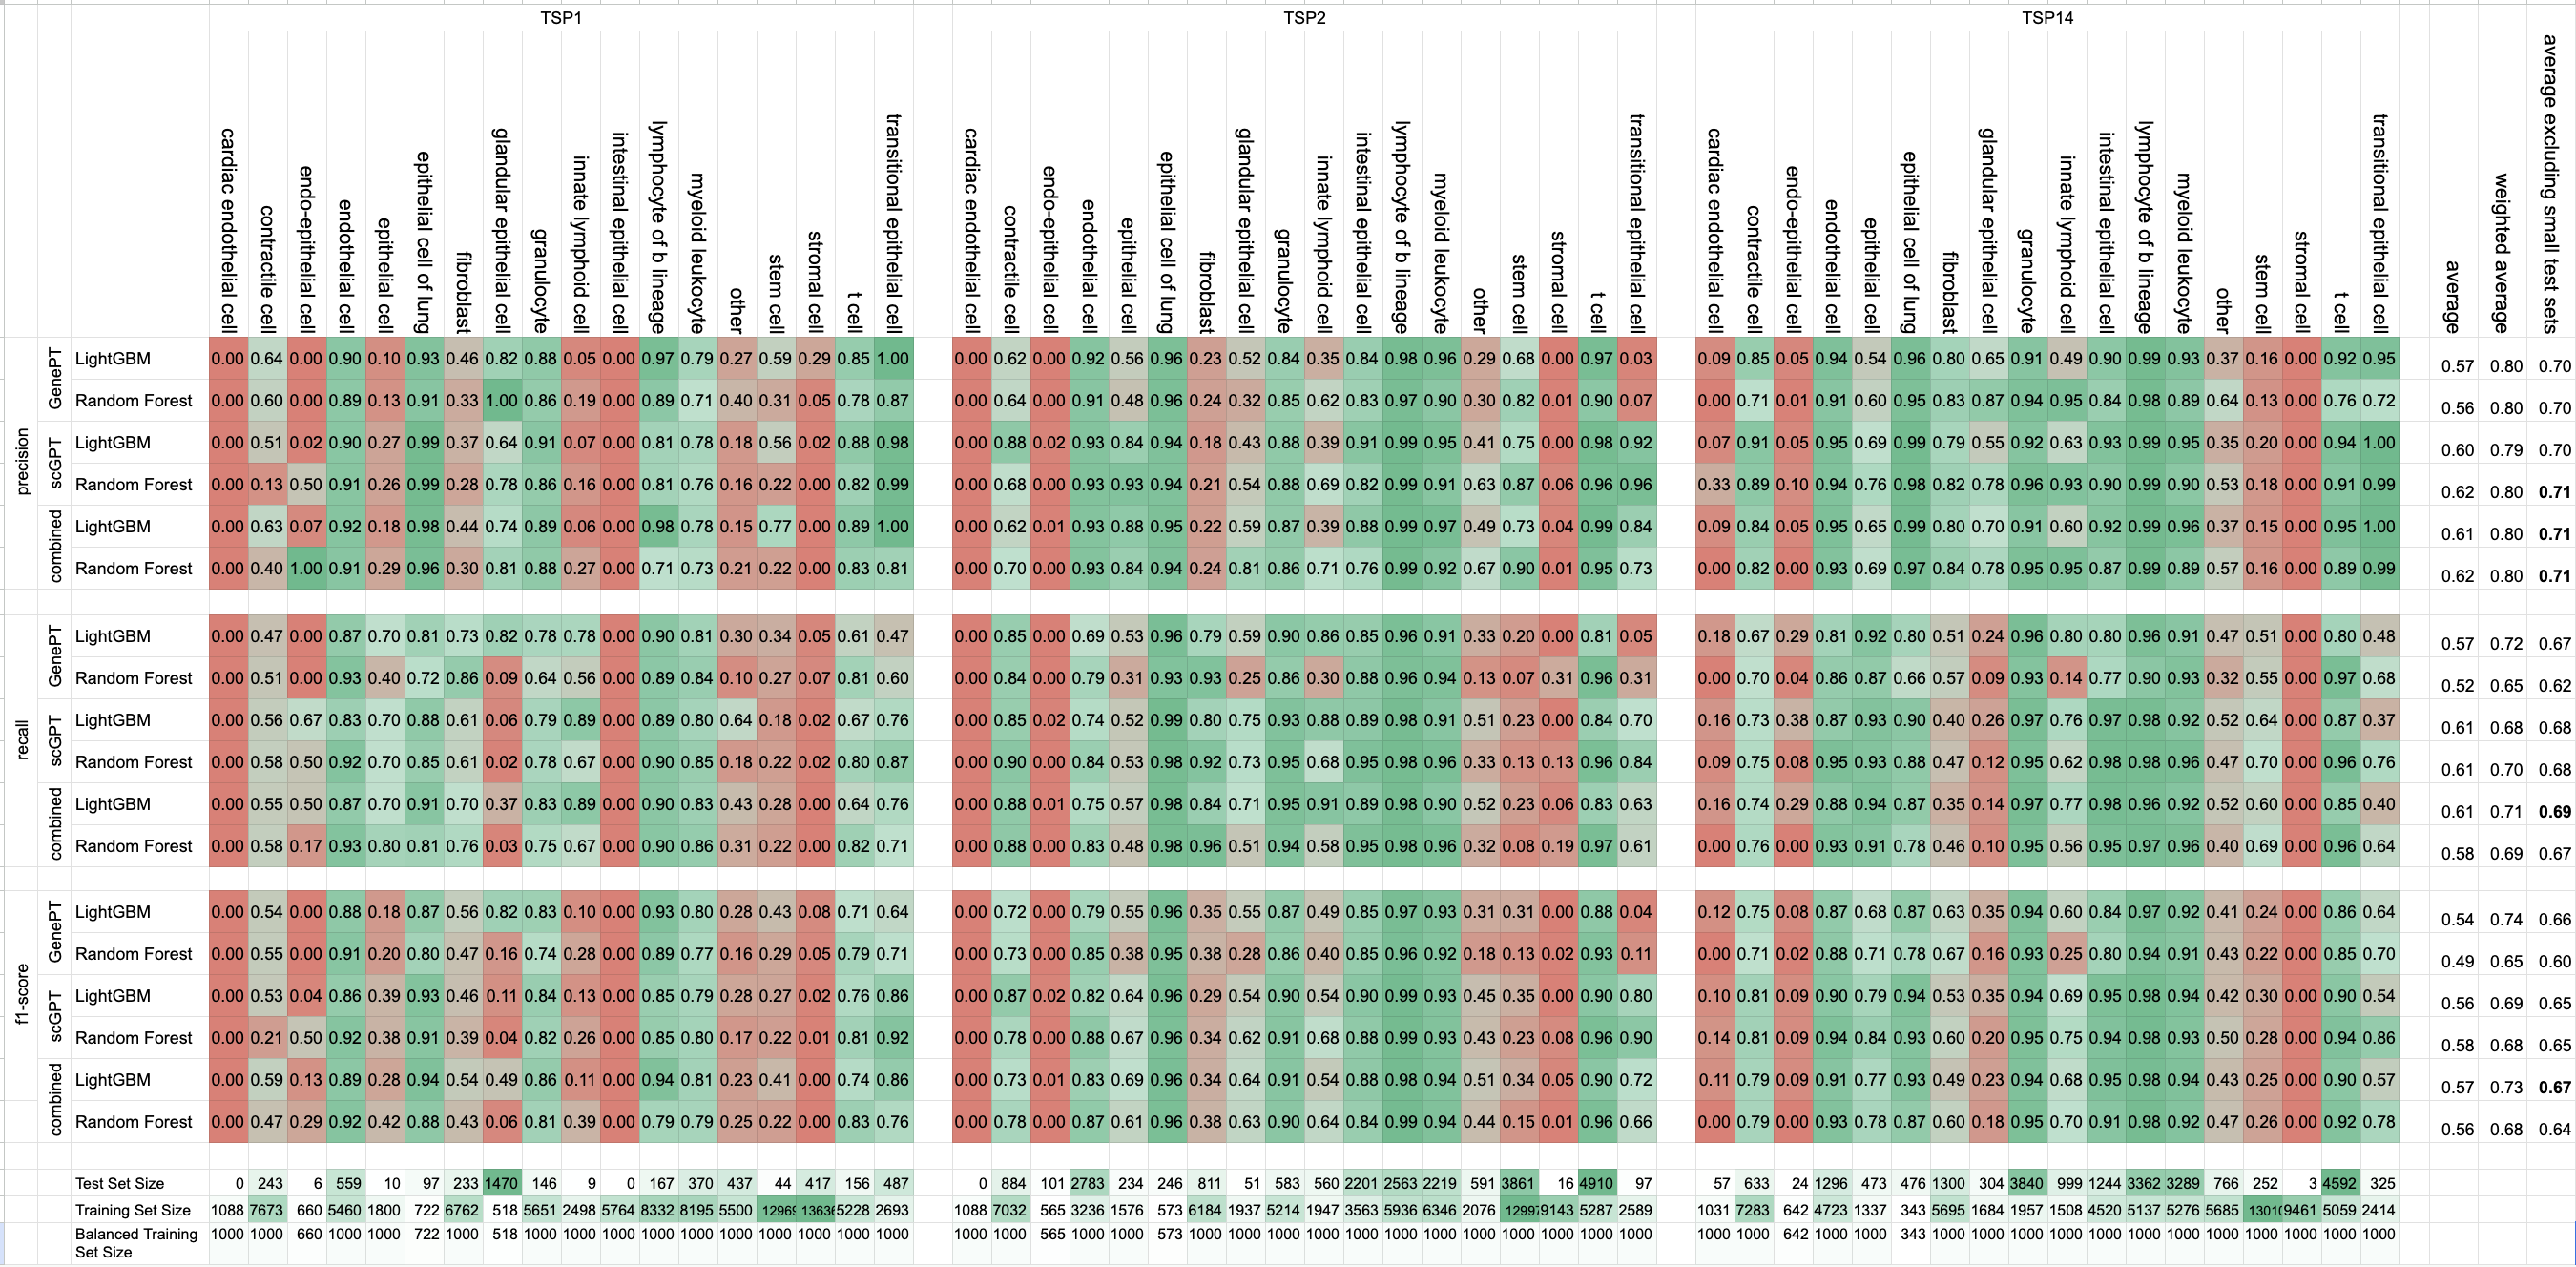 TSP1 TSP2 TSP14
cardiac endothelial cell contractile cell endo-epithelial cell endothelial cell epithelial cell epithelial cell of lung fibroblast glandular epithelial cell granulocyte innate lymphoid cell intestinal epithelial cell lymphocyte of b lineage myeloid leukocyte other stem cell stromal cell t cell transitional epithelial cell cardiac endothelial cell contractile cell endo-epithelial cell endothelial cell epithelial cell epithelial cell of lung fibroblast glandular epithelial cell granulocyte innate lymphoid cell intestinal epithelial cell lymphocyte of b lineage myeloid leukocyte other stem cell stromal cell t cell transitional epithelial cell cardiac endothelial cell contractile cell endo-epithelial cell endothelial cell epithelial cell epithelial cell of lung fibroblast glandular epithelial cell granulocyte innate lymphoid cell intestinal epithelial cell lymphocyte of b lineage myeloid leukocyte other stem cell stromal cell t cell transitional epithelial cell average weighted average average excluding small test sets
precision
GenePT
LightGBM 0.00 0.64 0.00 0.90 0.10 0.93 0.46 0.82 0.88 0.05 0.00 0.97 0.79 0.27 0.59 0.29 0.85 1.00 0.00 0.62 0.00 0.92 0.56 0.96 0.23 0.52 0.84 0.35 0.84 0.98 0.96 0.29 0.68 0.00 0.97 0.03 0.09 0.85 0.05 0.94 0.54 0.96 0.80 0.65 0.91 0.49 0.90 0.99 0.93 0.37 0.16 0.00 0.92 0.95 0.57 0.80 0.70
Random Forest 0.00 0.60 0.00 0.89 0.13 0.91 0.33 1.00 0.86 0.19 0.00 0.89 0.71 0.40 0.31 0.05 0.78 0.87 0.00 0.64 0.00 0.91 0.48 0.96 0.24 0.32 0.85 0.62 0.83 0.97 0.90 0.30 0.82 0.01 0.90 0.07 0.00 0.71 0.01 0.91 0.60 0.95 0.83 0.87 0.94 0.95 0.84 0.98 0.89 0.64 0.13 0.00 0.76 0.72 0.56 0.80 0.70
scGPT
LightGBM 0.00 0.51 0.02 0.90 0.27 0.99 0.37 0.64 0.91 0.07 0.00 0.81 0.78 0.18 0.56 0.02 0.88 0.98 0.00 0.88 0.02 0.93 0.84 0.94 0.18 0.43 0.88 0.39 0.91 0.99 0.95 0.41 0.75 0.00 0.98 0.92 0.07 0.91 0.05 0.95 0.69 0.99 0.79 0.55 0.92 0.63 0.93 0.99 0.95 0.35 0.20 0.00 0.94 1.00 0.60 0.79 0.70
Random Forest 0.00 0.13 0.50 0.91 0.26 0.99 0.28 0.78 0.86 0.16 0.00 0.81 0.76 0.16 0.22 0.00 0.82 0.99 0.00 0.68 0.00 0.93 0.93 0.94 0.21 0.54 0.88 0.69 0.82 0.99 0.91 0.63 0.87 0.06 0.96 0.96 0.33 0.89 0.10 0.94 0.76 0.98 0.82 0.78 0.96 0.93 0.90 0.99 0.90 0.53 0.18 0.00 0.91 0.99 0.62 0.80 0.71
combined
LightGBM 0.00 0.63 0.07 0.92 0.18 0.98 0.44 0.74 0.89 0.06 0.00 0.98 0.78 0.15 0.77 0.00 0.89 1.00 0.00 0.62 0.01 0.93 0.88 0.95 0.22 0.59 0.87 0.39 0.88 0.99 0.97 0.49 0.73 0.04 0.99 0.84 0.09 0.84 0.05 0.95 0.65 0.99 0.80 0.70 0.91 0.60 0.92 0.99 0.96 0.37 0.15 0.00 0.95 1.00 0.61 0.80 0.71
Random Forest 0.00 0.40 1.00 0.91 0.29 0.96 0.30 0.81 0.88 0.27 0.00 0.71 0.73 0.21 0.22 0.00 0.83 0.81 0.00 0.70 0.00 0.93 0.84 0.94 0.24 0.81 0.86 0.71 0.76 0.99 0.92 0.67 0.90 0.01 0.95 0.73 0.00 0.82 0.00 0.93 0.69 0.97 0.84 0.78 0.95 0.95 0.87 0.99 0.89 0.57 0.16 0.00 0.89 0.99 0.62 0.80 0.71
recall
GenePT
LightGBM 0.00 0.47 0.00 0.87 0.70 0.81 0.73 0.82 0.78 0.78 0.00 0.90 0.81 0.30 0.34 0.05 0.61 0.47 0.00 0.85 0.00 0.69 0.53 0.96 0.79 0.59 0.90 0.86 0.85 0.96 0.91 0.33 0.20 0.00 0.81 0.05 0.18 0.67 0.29 0.81 0.92 0.80 0.51 0.24 0.96 0.80 0.80 0.96 0.91 0.47 0.51 0.00 0.80 0.48 0.57 0.72 0.67
Random Forest 0.00 0.51 0.00 0.93 0.40 0.72 0.86 0.09 0.64 0.56 0.00 0.89 0.84 0.10 0.27 0.07 0.81 0.60 0.00 0.84 0.00 0.79 0.31 0.93 0.93 0.25 0.86 0.30 0.88 0.96 0.94 0.13 0.07 0.31 0.96 0.31 0.00 0.70 0.04 0.86 0.87 0.66 0.57 0.09 0.93 0.14 0.77 0.90 0.93 0.32 0.55 0.00 0.97 0.68 0.52 0.65 0.62
scGPT
LightGBM 0.00 0.56 0.67 0.83 0.70 0.88 0.61 0.06 0.79 0.89 0.00 0.89 0.80 0.64 0.18 0.02 0.67 0.76 0.00 0.85 0.02 0.74 0.52 0.99 0.80 0.75 0.93 0.88 0.89 0.98 0.91 0.51 0.23 0.00 0.84 0.70 0.16 0.73 0.38 0.87 0.93 0.90 0.40 0.26 0.97 0.76 0.97 0.98 0.92 0.52 0.64 0.00 0.87 0.37 0.61 0.68 0.68
Random Forest 0.00 0.58 0.50 0.92 0.70 0.85 0.61 0.02 0.78 0.67 0.00 0.90 0.85 0.18 0.22 0.02 0.80 0.87 0.00 0.90 0.00 0.84 0.53 0.98 0.92 0.73 0.95 0.68 0.95 0.98 0.96 0.33 0.13 0.13 0.96 0.84 0.09 0.75 0.08 0.95 0.93 0.88 0.47 0.12 0.95 0.62 0.98 0.98 0.96 0.47 0.70 0.00 0.96 0.76 0.61 0.70 0.68
combined
LightGBM 0.00 0.55 0.50 0.87 0.70 0.91 0.70 0.37 0.83 0.89 0.00 0.90 0.83 0.43 0.28 0.00 0.64 0.76 0.00 0.88 0.01 0.75 0.57 0.98 0.84 0.71 0.95 0.91 0.89 0.98 0.90 0.52 0.23 0.06 0.83 0.63 0.16 0.74 0.29 0.88 0.94 0.87 0.35 0.14 0.97 0.77 0.98 0.96 0.92 0.52 0.60 0.00 0.85 0.40 0.61 0.71 0.69
Random Forest 0.00 0.58 0.17 0.93 0.80 0.81 0.76 0.03 0.75 0.67 0.00 0.90 0.86 0.31 0.22 0.00 0.82 0.71 0.00 0.88 0.00 0.83 0.48 0.98 0.96 0.51 0.94 0.58 0.95 0.98 0.96 0.32 0.08 0.19 0.97 0.61 0.00 0.76 0.00 0.93 0.91 0.78 0.46 0.10 0.95 0.56 0.95 0.97 0.96 0.40 0.69 0.00 0.96 0.64 0.58 0.69 0.67
f1-score
GenePT
LightGBM 0.00 0.54 0.00 0.88 0.18 0.87 0.56 0.82 0.83 0.10 0.00 0.93 0.80 0.28 0.43 0.08 0.71 0.64 0.00 0.72 0.00 0.79 0.55 0.96 0.35 0.55 0.87 0.49 0.85 0.97 0.93 0.31 0.31 0.00 0.88 0.04 0.12 0.75 0.08 0.87 0.68 0.87 0.63 0.35 0.94 0.60 0.84 0.97 0.92 0.41 0.24 0.00 0.86 0.64 0.54 0.74 0.66
Random Forest 0.00 0.55 0.00 0.91 0.20 0.80 0.47 0.16 0.74 0.28 0.00 0.89 0.77 0.16 0.29 0.05 0.79 0.71 0.00 0.73 0.00 0.85 0.38 0.95 0.38 0.28 0.86 0.40 0.85 0.96 0.92 0.18 0.13 0.02 0.93 0.11 0.00 0.71 0.02 0.88 0.71 0.78 0.67 0.16 0.93 0.25 0.80 0.94 0.91 0.43 0.22 0.00 0.85 0.70 0.49 0.65 0.60
scGPT
LightGBM 0.00 0.53 0.04 0.86 0.39 0.93 0.46 0.11 0.84 0.13 0.00 0.85 0.79 0.28 0.27 0.02 0.76 0.86 0.00 0.87 0.02 0.82 0.64 0.96 0.29 0.54 0.90 0.54 0.90 0.99 0.93 0.45 0.35 0.00 0.90 0.80 0.10 0.81 0.09 0.90 0.79 0.94 0.53 0.35 0.94 0.69 0.95 0.98 0.94 0.42 0.30 0.00 0.90 0.54 0.56 0.69 0.65
Random Forest 0.00 0.21 0.50 0.92 0.38 0.91 0.39 0.04 0.82 0.26 0.00 0.85 0.80 0.17 0.22 0.01 0.81 0.92 0.00 0.78 0.00 0.88 0.67 0.96 0.34 0.62 0.91 0.68 0.88 0.99 0.93 0.43 0.23 0.08 0.96 0.90 0.14 0.81 0.09 0.94 0.84 0.93 0.60 0.20 0.95 0.75 0.94 0.98 0.93 0.50 0.28 0.00 0.94 0.86 0.58 0.68 0.65
combined
LightGBM 0.00 0.59 0.13 0.89 0.28 0.94 0.54 0.49 0.86 0.11 0.00 0.94 0.81 0.23 0.41 0.00 0.74 0.86 0.00 0.73 0.01 0.83 0.69 0.96 0.34 0.64 0.91 0.54 0.88 0.98 0.94 0.51 0.34 0.05 0.90 0.72 0.11 0.79 0.09 0.91 0.77 0.93 0.49 0.23 0.94 0.68 0.95 0.98 0.94 0.43 0.25 0.00 0.90 0.57 0.57 0.73 0.67
Random Forest 0.00 0.47 0.29 0.92 0.42 0.88 0.43 0.06 0.81 0.39 0.00 0.79 0.79 0.25 0.22 0.00 0.83 0.76 0.00 0.78 0.00 0.87 0.61 0.96 0.38 0.63 0.90 0.64 0.84 0.99 0.94 0.44 0.15 0.01 0.96 0.66 0.00 0.79 0.00 0.93 0.78 0.87 0.60 0.18 0.95 0.70 0.91 0.98 0.92 0.47 0.26 0.00 0.92 0.78 0.56 0.68 0.64
Test Set Size 0 243 6 559 10 97 233 1470 146 9 0 167 370 437 44 417 156 487 0 884 101 2783 234 246 811 51 583 560 2201 2563 2219 591 3861 16 4910 97 57 633 24 1296 473 476 1300 304 3840 999 1244 3362 3289 766 252 3 4592 325
Training Set Size 1088 7673 660 5460 1800 722 6762 518 5651 2498 5764 8332 8195 5500 5228 2693 1088 7032 565 3236 1576 573 6184 1937 5214 1947 3563 5936 6346 2076 9143 5287 2589 1031 7283 642 4723 1337 343 5695 1684 1957 1508 4520 5137 5276 5685 9461 5059 2414
Balanced Training 1000 1000 660 1000 1000 722 1000 518 1000 1000 1000 1000 1000 1000 1000 1000 1000 1000 1000 1000 565 1000 1000 573 1000 1000 1000 1000 1000 1000 1000 1000 1000 1000 1000 1000 1000 1000 642 1000 1000 343 1000 1000 1000 1000 1000 1000 1000 1000 1000 1000 1000 1000
Set Size